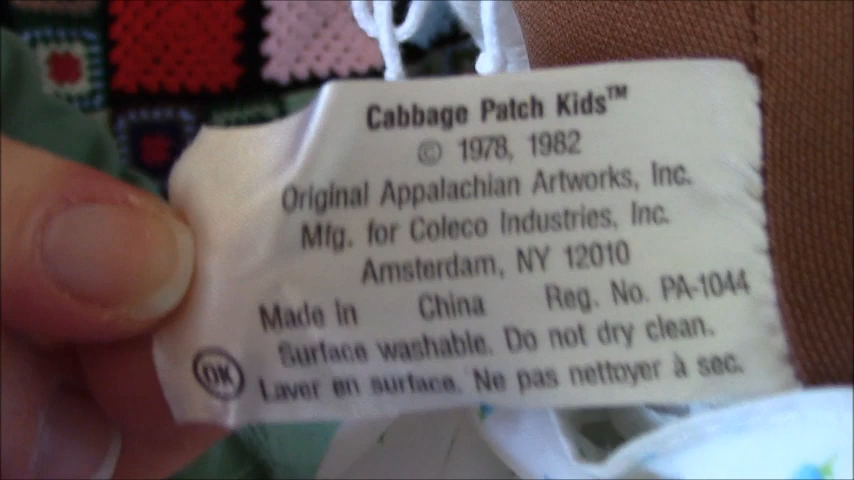 Cabbage Patch Kids™
© 1978, 1982
Original Appalachian Artworks, Inc.
Mfg. for Coleco Industries, Inc.
Amsterdam, NY 12010
Made in China Reg. No. PA-1044
Surface washable. Do not dry clean.
OK Laver en surface. Ne pas nettoyer à sec.